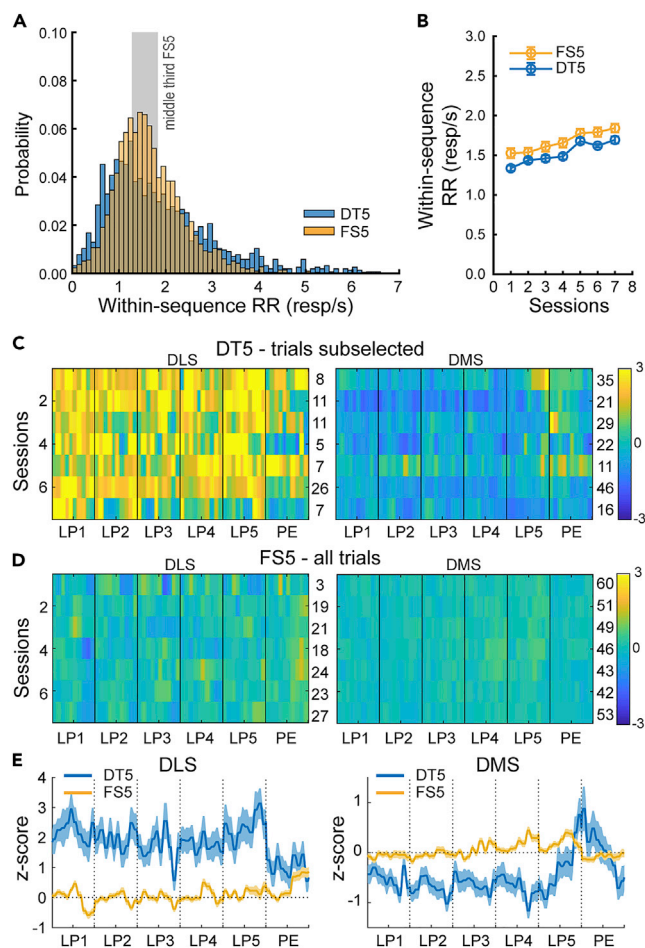 A
B
0.10
0.08
0.06
0.04
0.02
0.00
Probability
middle third FS5
DT5
FS5
0 1 2 3 4 5 6 7
Within-sequence RR (resp/s)
3.0
2.5
2.0
1.5
1.0
0.5
0.0
Within-sequence
RR (resp/s)
FS5
DT5
0 1 2 3 4 5 6 7 8
Sessions
C
DT5 - trials subselected
DLS
DMS
Sessions
2
4
6
8
11
11
5
7
26
7
35
21
29
22
11
46
16
3
0
-3
LP1 LP2 LP3 LP4 LP5 PE
LP1 LP2 LP3 LP4 LP5 PE
D
FS5 - all trials
DLS
DMS
Sessions
2
4
6
3
19
21
18
24
23
27
60
51
49
46
46
42
53
3
0
-3
LP1 LP2 LP3 LP4 LP5 PE
LP1 LP2 LP3 LP4 LP5 PE
E
DLS
DMS
DT5
FS5
z-score
4
3
2
1
0
-1
LP1 LP2 LP3 LP4 LP5 PE
DT5
FS5
z-score
1
0
-1
LP1 LP2 LP3 LP4 LP5 PE